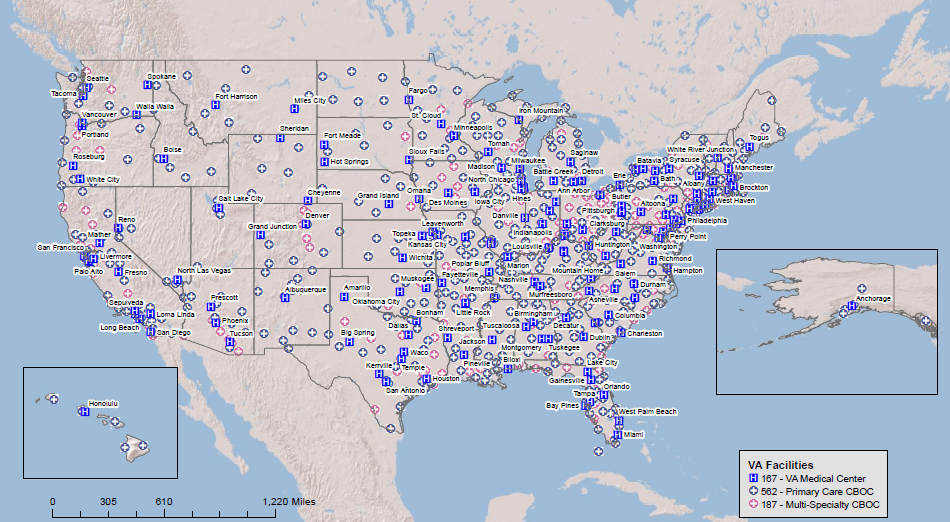 Seattle
Spokane
Tacoma
Fort Harrison
Miles City
Fargo
Walla Walla
St. Cloud
Iron Mountain
Vancouver
Portland
Sheridan
Fort Meade
Minneapolis
Togus
Roseburg
Boise
Hot Springs
Sioux Falls
Tomah
Saginaw
White River Junction
Milwaukee
Batavia
Syracuse
Manchester
White City
Madison
Battle Creek
Detroit
Erie
Bath
Albany
Brockton
North Chicago
Ann Arbor
Salt Lake City
Cheyenne
Grand Island
Omaha
Des Moines
Iowa City
Hines
Butler
Altoona
West Haven
Reno
Denver
Danville
Pittsburgh
Philadelphia
Grand Junction
Leavenworth
Indianapolis
Clarksburg
Mather
Topeka
Perry Point
San Francisco
Kansas City
Louisville
Huntington
Washington
Livermore
Wichita
Marion
Richmond
Palo Alto
Fresno
North Las Vegas
Poplar Bluff
Mountain Home
Salem
Hampton
Muskogee
Fayetteville
Nashville
Durham
Albuquerque
Amarillo
Memphis
Murfreesboro
Asheville
Anchorage
Sepulveda
Prescott
Oklahoma City
Loma Linda
Bonham
Little Rock
Birmingham
Columbia
Phoenix
Long Beach
San Diego
Tucson
Big Spring
Dallas
Shreveport
Tuscaloosa
Decatur
Charleston
Jackson
Dublin
Waco
Montgomery
Tuskegee
Kerrville
Temple
Pineville
Biloxi
Lake City
San Antonio
Houston
Gainesville
Orlando
Tampa
Honolulu
Bay Pines
West Palm Beach
Miami
VA Facilities
167 - VA Medical Center
562 - Primary Care CBOC
187 - Multi-Specialty CBOC
0 305 610 1,220 Miles